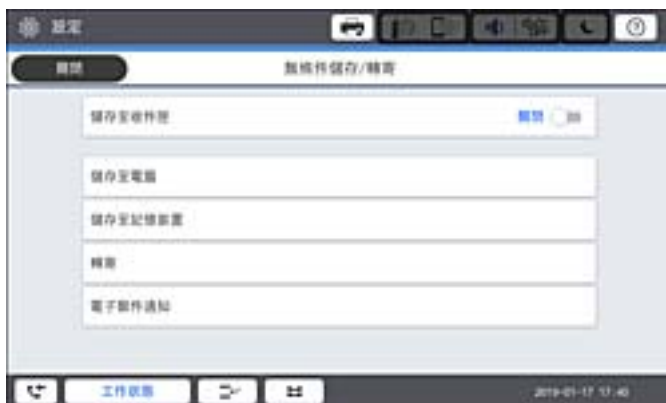 設定
關閉
無條件儲存/轉寄
儲存至收件匣
關閉
儲存至電腦
儲存至記憶裝置
轉寄
電子郵件通知
工作狀態
2019-01-17 17:40